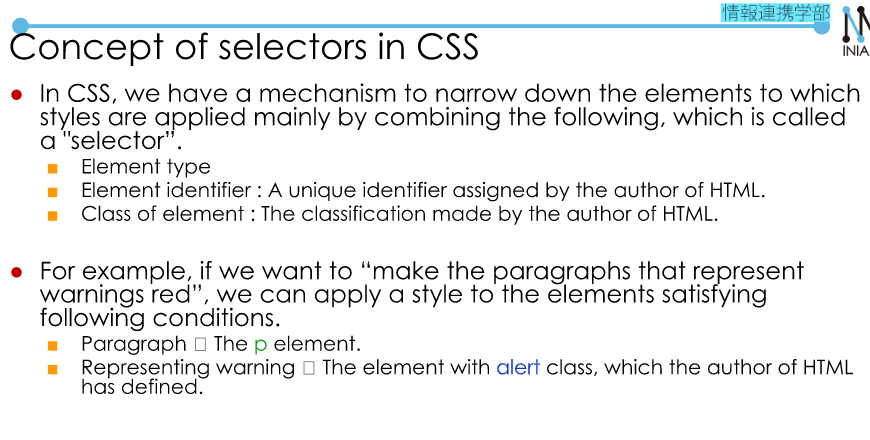 情報連携学部
INIA
Concept of selectors in CSS
● In CSS, we have a mechanism to narrow down the elements to which
styles are applied mainly by combining the following, which is called
a "selector”.
■ Element type
■ Element identifier : A unique identifier assigned by the author of HTML.
■ Class of element : The classification made by the author of HTML.
● For example, if we want to “make the paragraphs that represent
warnings red”, we can apply a style to the elements satisfying
following conditions.
■ Paragraph □ The p element.
■ Representing warning □ The element with alert class, which the author of HTML
has defined.